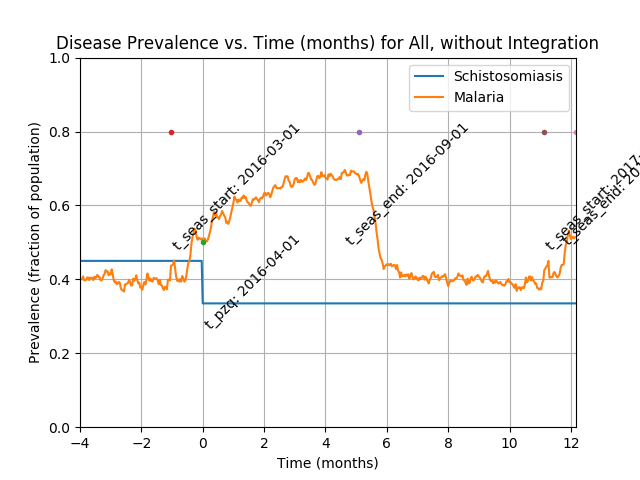 Disease Prevalence vs. Time (months) for All, without Integration
Prevalence (fraction of population)
1.0
0.8
0.6
0.4
0.2
0.0
Schistosomiasis
Malaria
t_seas_start: 2016-03-01
t_pzq: 2016-04-01
t_seas_end: 2016-09-01
t_seas_start: 2017-
t_seas_end: 20
−4
−2
0
2
4
6
8
10
12
Time (months)